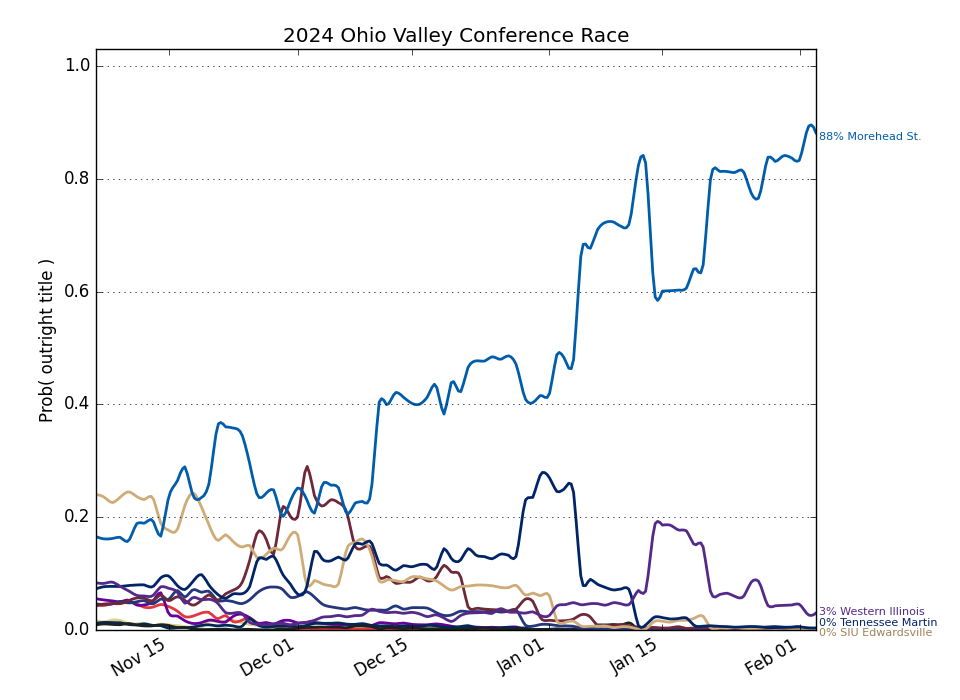 2024 Ohio Valley Conference Race
1.0
0.8
0.6
0.4
0.2
0.0
Prob( outright title )
Nov 15
Dec 01
Dec 15
Jan 01
Jan 15
Feb 01
88% Morehead St.
3% Western Illinois
0% Tennessee Martin
0% SIU Edwardsville